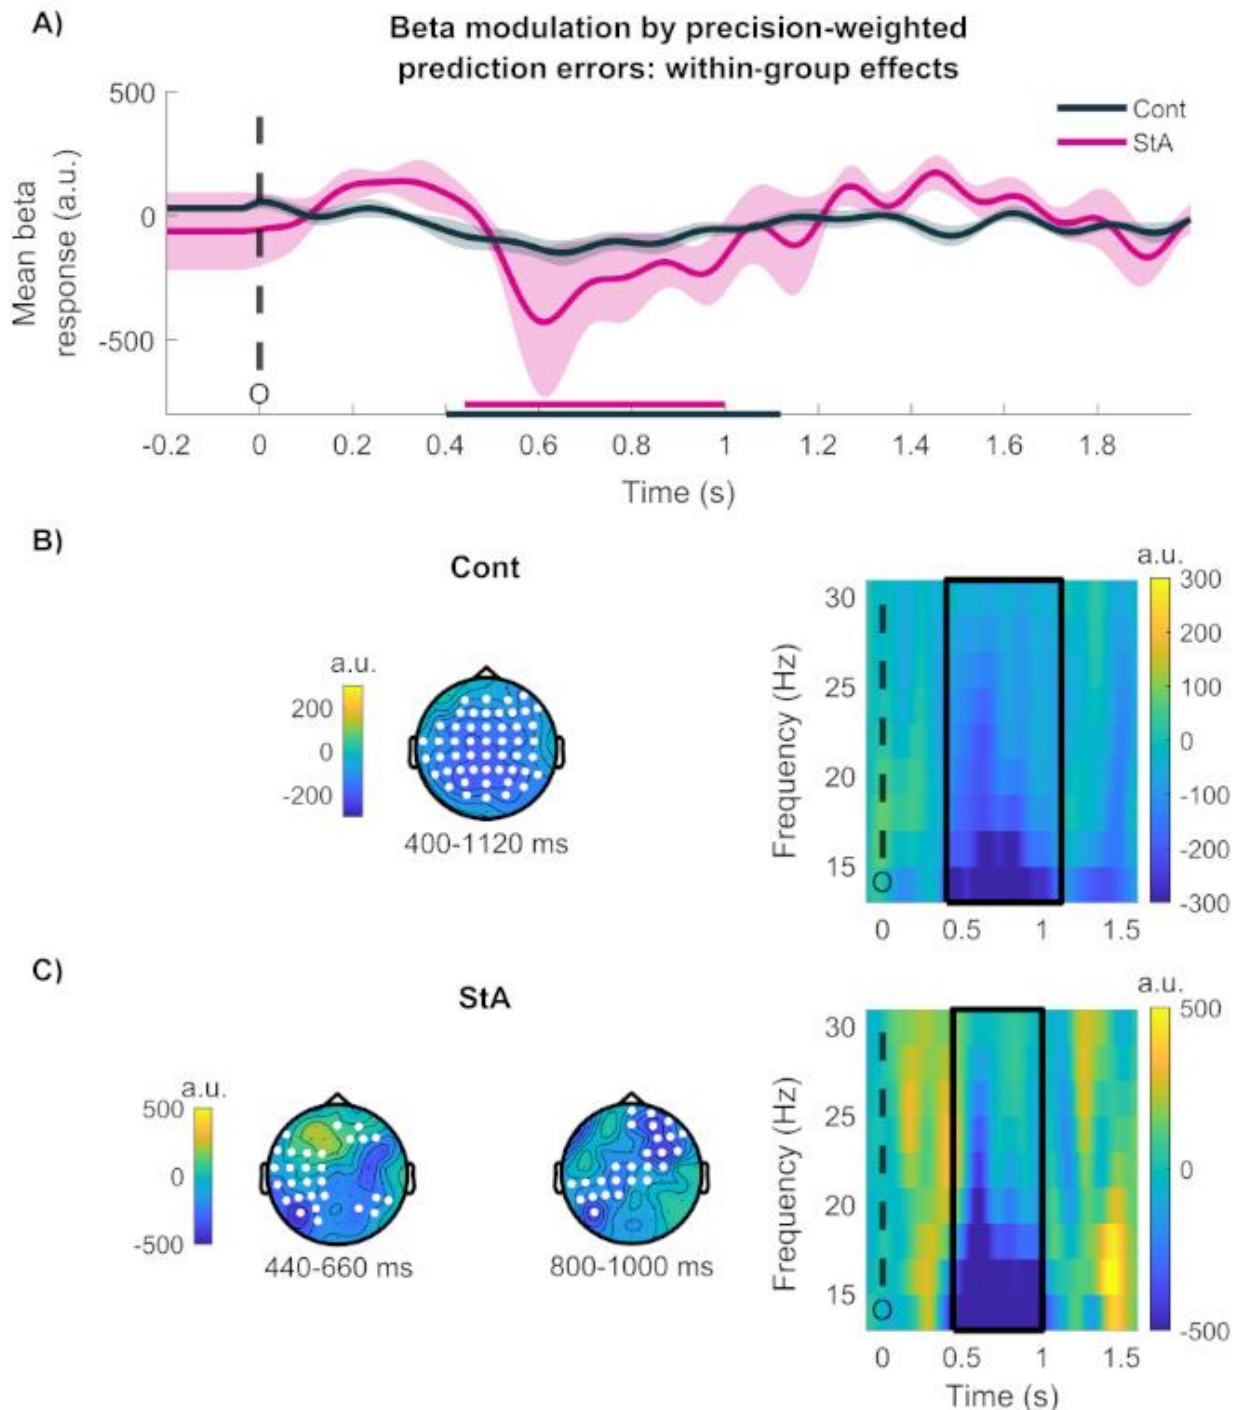 A)
Beta modulation by precision-weighted
prediction errors: within-group effects
Mean beta
response (a.u.)
500
0
-500
Cont
StA
O
-0.2 0 0.2 0.4 0.6 0.8 1 1.2 1.4 1.6 1.8
Time (s)
B)
Cont
a.u.
200
0
-200
400-1120 ms
Frequency (Hz)
30
25
20
15
O
0 0.5 1 1.5
a.u.
300
200
100
0
-100
-200
-300
C)
StA
a.u.
500
0
-500
440-660 ms
800-1000 ms
Frequency (Hz)
30
25
20
15
O
0 0.5 1 1.5
Time (s)
a.u.
500
0
-500